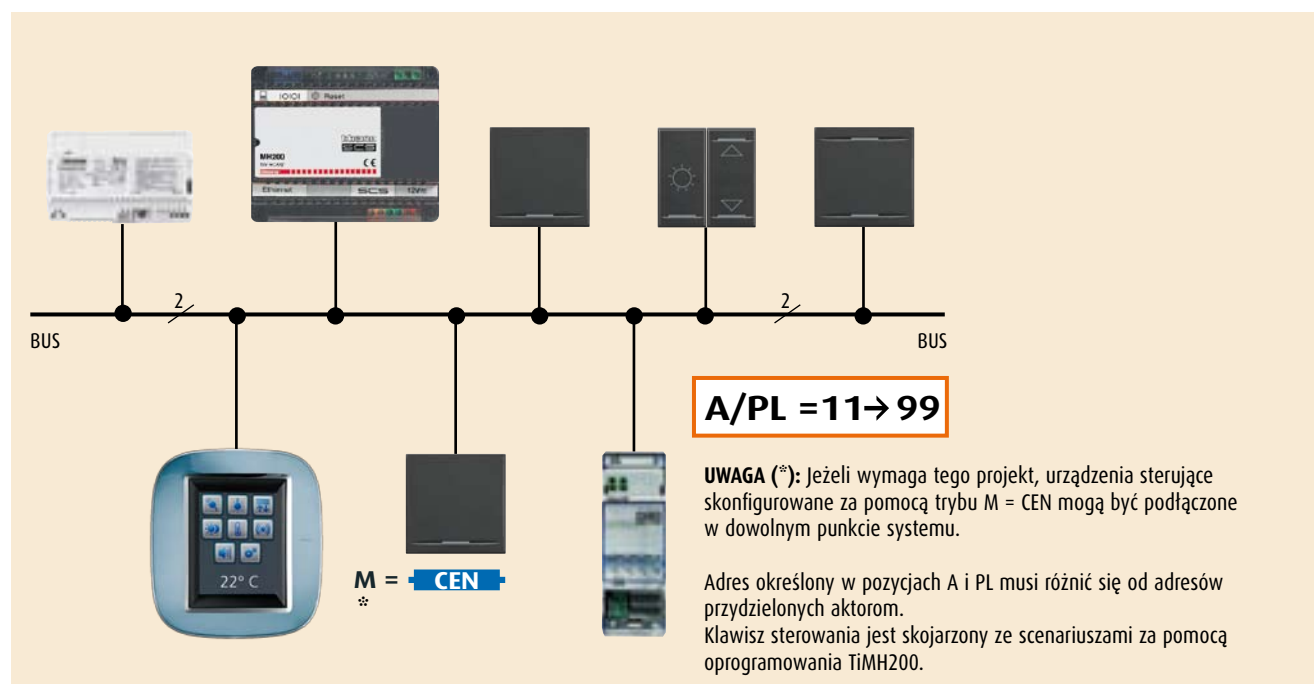 Reset
bticino
SCS
MH200
CE
Ethernet
SCS
2
2
BUS
BUS
A/PL =11→99
22° C
M = CEN
*
UWAGA (*): Jeżeli wymaga tego projekt, urządzenia sterujące
skonfigurowane za pomocą trybu M = CEN mogą być podłączone
w dowolnym punkcie systemu.
Adres określony w pozycjach A i PL musi różnić się od adresów
przydzielonych aktorom.
Klawisz sterowania jest skojarzony ze scenariuszami za pomocą
oprogramowania TiMH200.